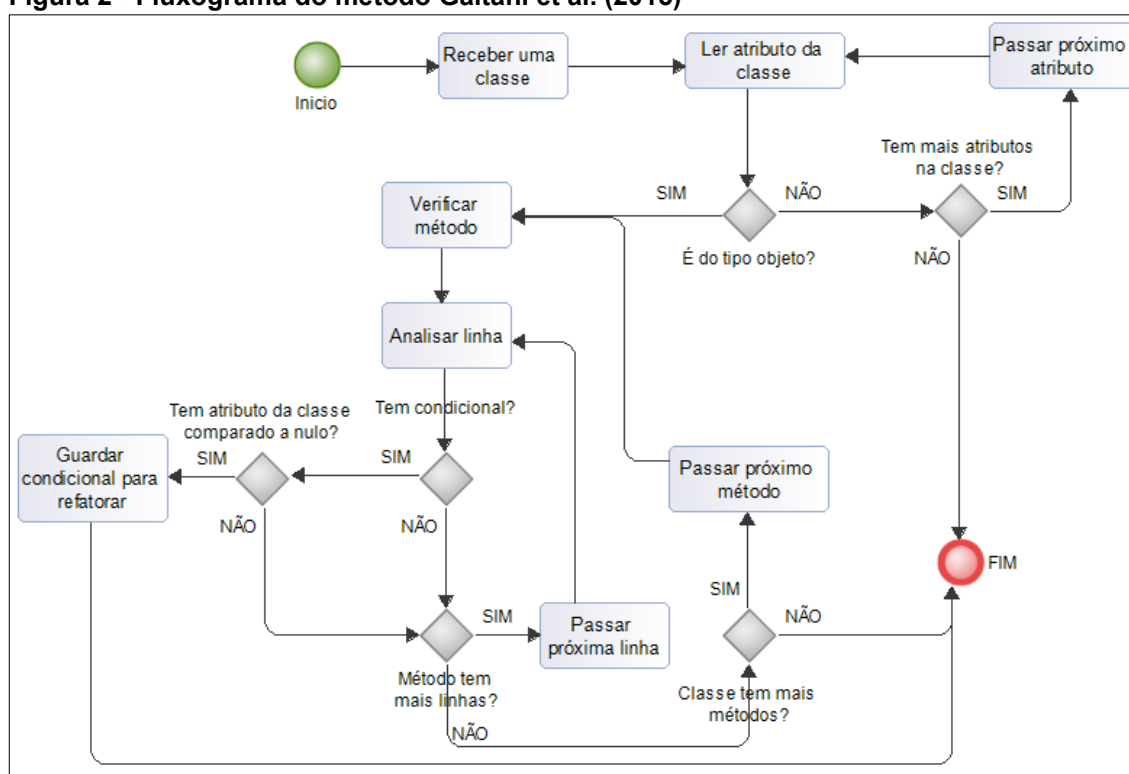 Figura 2 - Fluxograma do método Gaitani et al. (2015)
Receber uma
classe
Ler atributo da
classe
Passar próximo
atributo
Inicio
Tem mais atributos
na classe?
SIM
NÃO
SIM
Verificar
método
É do tipo objeto?
NÃO
Analisar linha
Tem atributo da classe
comparado a nulo?
Tem condicional?
Guardar
condicional para
refatorar
SIM
SIM
Passar próximo
método
NÃO
NÃO
FIM
SIM
SIM
NÃO
Passar
próxima linha
Método tem
mais linhas?
Classe tem mais
métodos?
NÃO